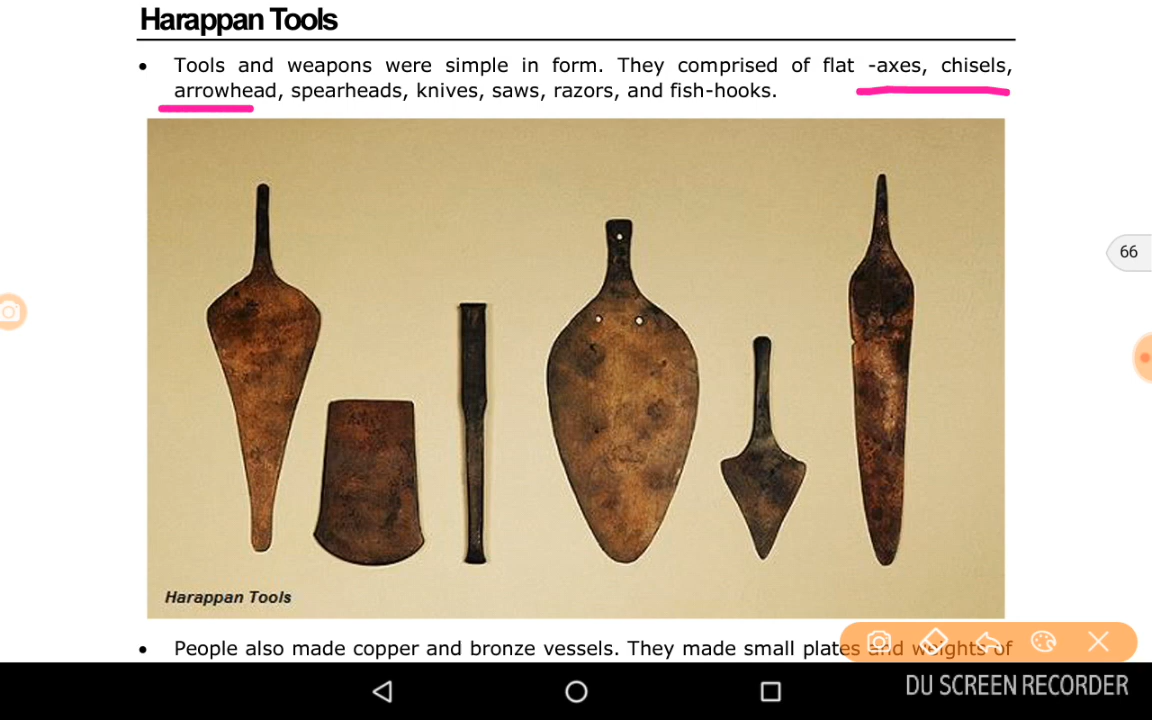 Harappan Tools
• Tools and weapons were simple in form. They comprised of flat -axes, chisels,
arrowhead, spearheads, knives, saws, razors, and fish-hooks.
66
Harappan Tools
• People also made copper and bronze vessels. They made small plates and weights of
DU SCREEN RECORDER